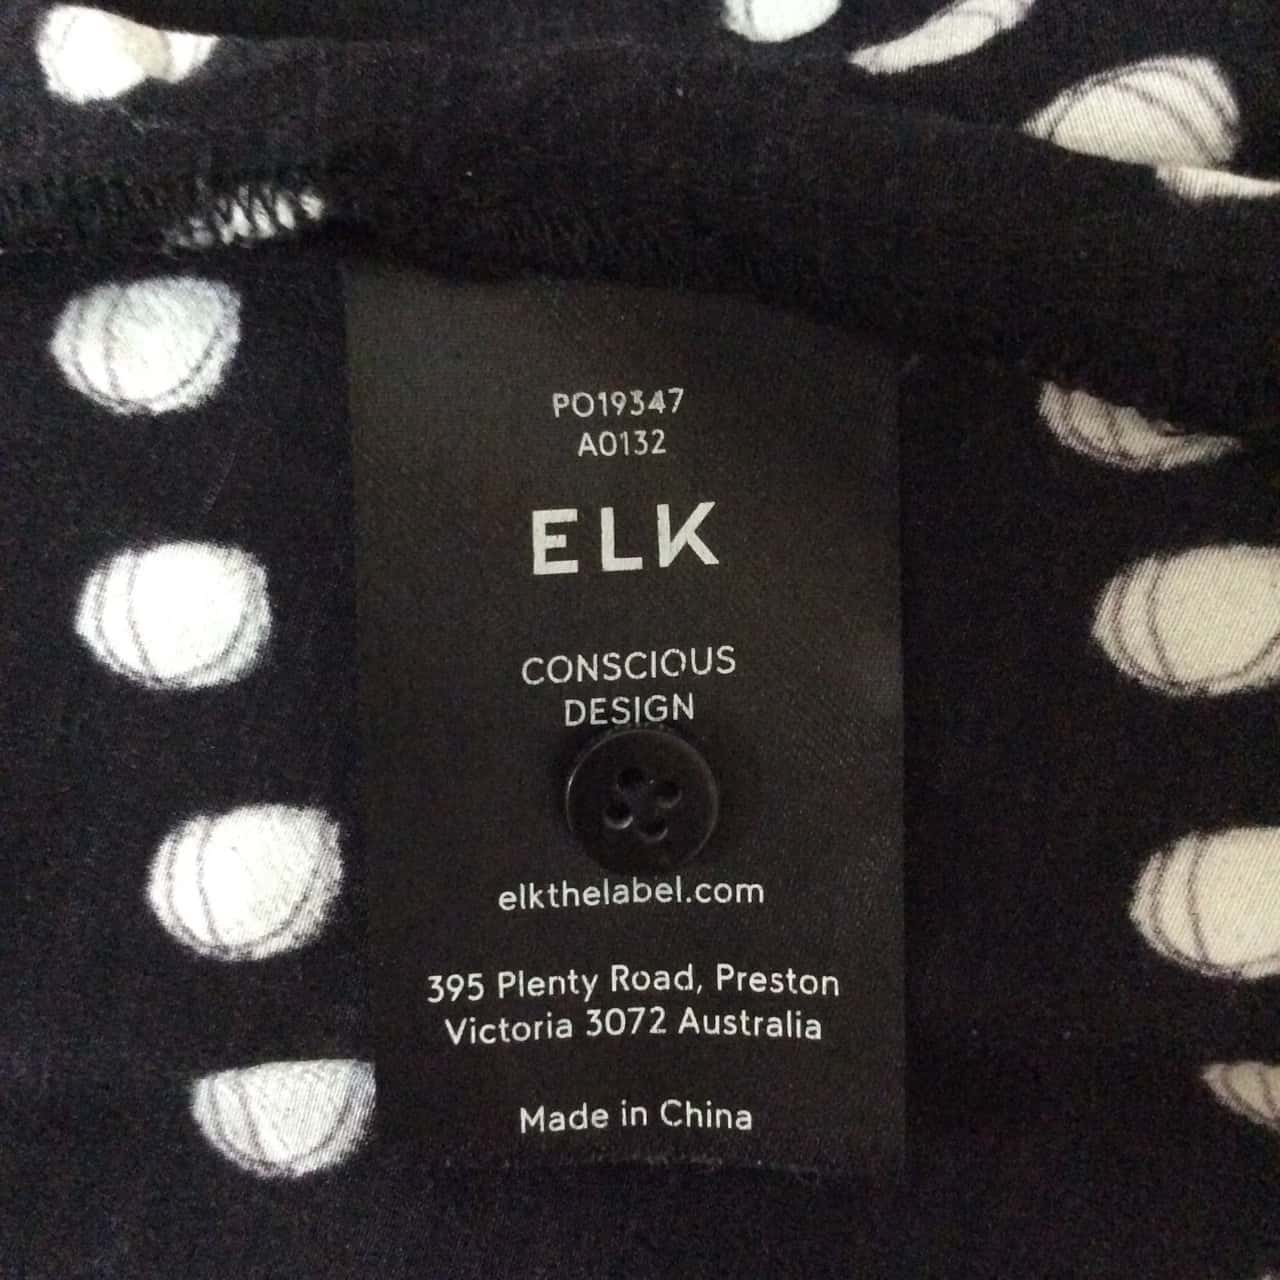 PO19347
A0132
ELK
CONSCIOUS
DESIGN
elkthelabel.com
395 Plenty Road, Preston
Victoria 3072 Australia
Made in China